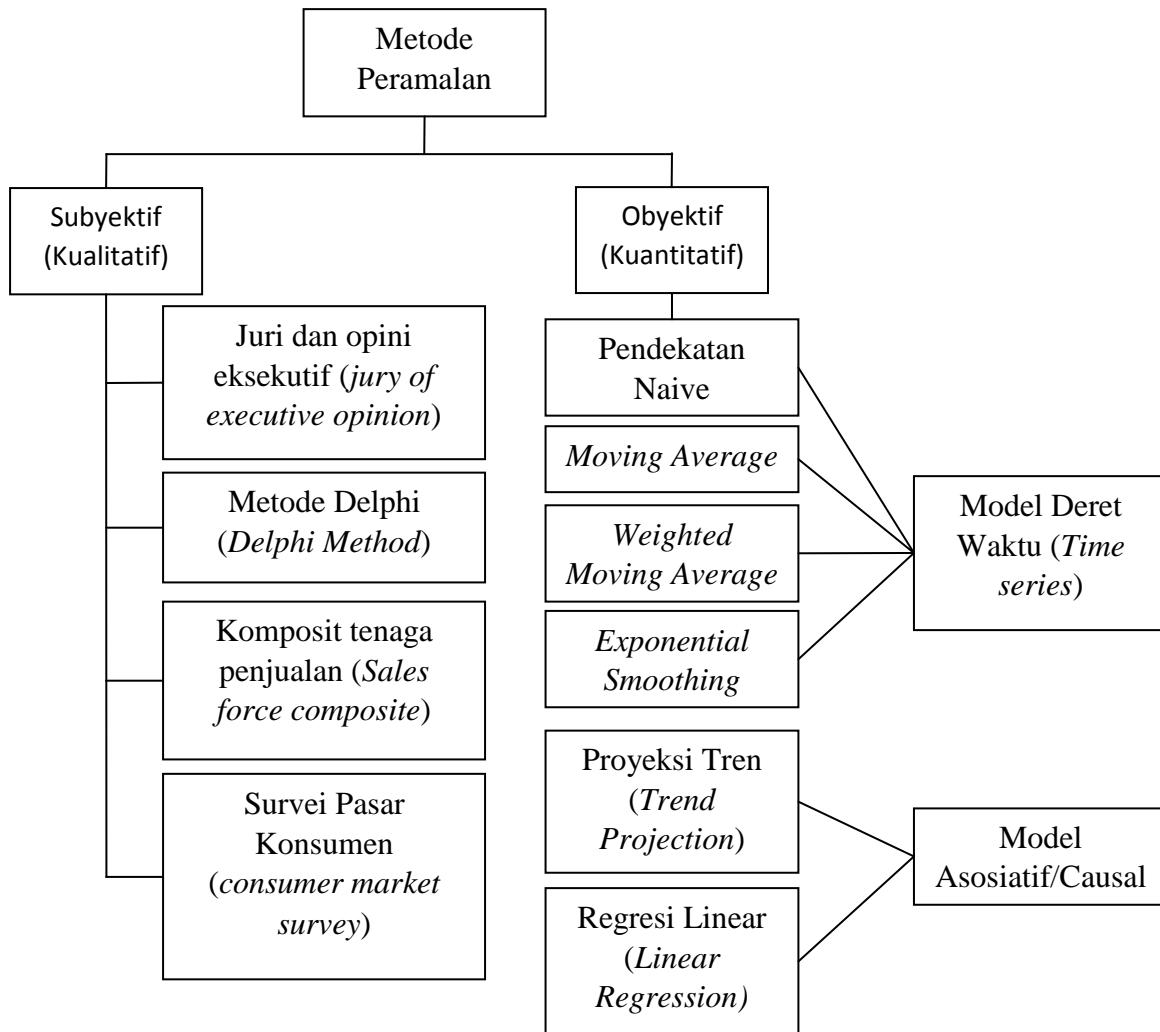 Metode
Peramalan
Subyektif
(Kualitatif)
Juri dan opini
eksekutif (jury of
executive opinion)
Metode Delphi
(Delphi Method)
Komposit tenaga
penjualan (Sales
force composite)
Survei Pasar
Konsumen
(consumer market
survey)
Obyektif
(Kuantitatif)
Pendekatan
Naive
Moving Average
Weighted
Moving Average
Exponential
Smoothing
Proyeksi Tren
(Trend
Projection)
Regresi Linear
(Linear
Regression)
Model Deret
Waktu (Time
series)
Model
Asosiatif/Causal